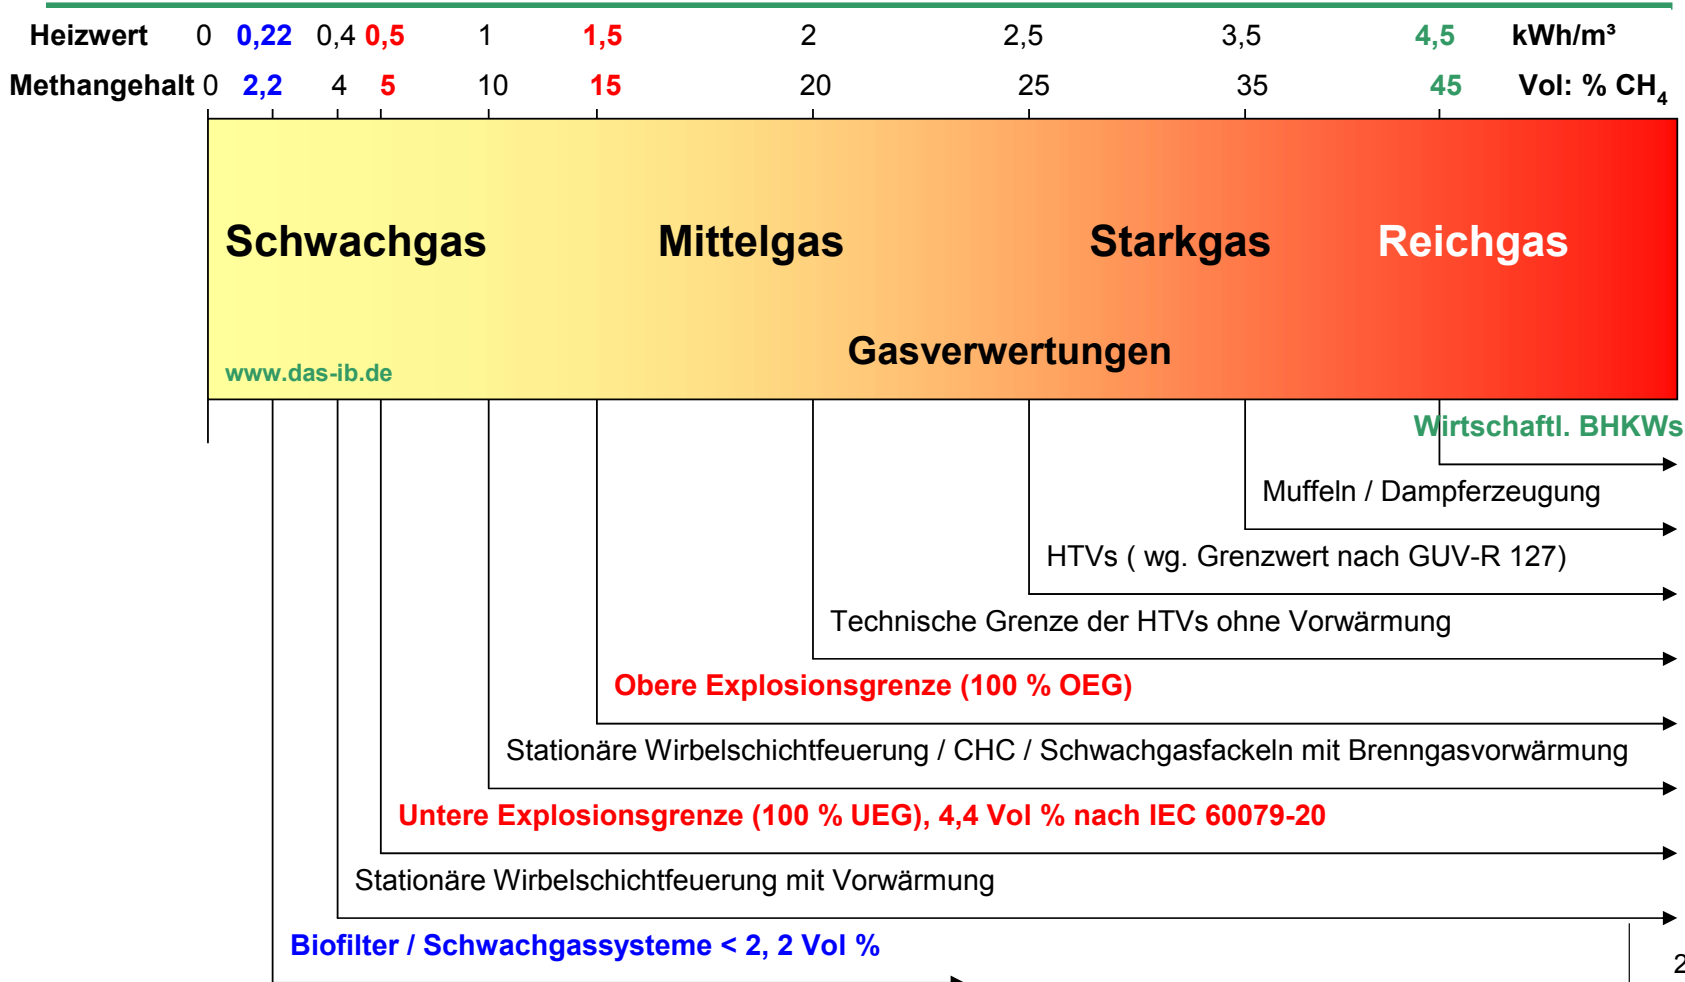 Heizwert 0 0,22 0,4 0,5 1 1,5 2 2,5 3,5 4,5 kWh/m³
Methangehalt 0 2,2 4 5 10 15 20 25 35 45 Vol: % CH₄
Schwachgas Mittelgas Starkgas Reichgas
Gasverwertungen
www.das-ib.de
Wirtschaftl. BHKWs
Muffeln / Dampferzeugung
HTVs ( wg. Grenzwert nach GUV-R 127)
Technische Grenze der HTVs ohne Vorwärmung
Obere Explosionsgrenze (100 % OEG)
Stationäre Wirbelschichtfeuerung / CHC / Schwachgasfackeln mit Brenngasvorwärmung
Untere Explosionsgrenze (100 % UEG), 4,4 Vol % nach IEC 60079-20
Stationäre Wirbelschichtfeuerung mit Vorwärmung
Biofilter / Schwachgassysteme < 2, 2 Vol %
2